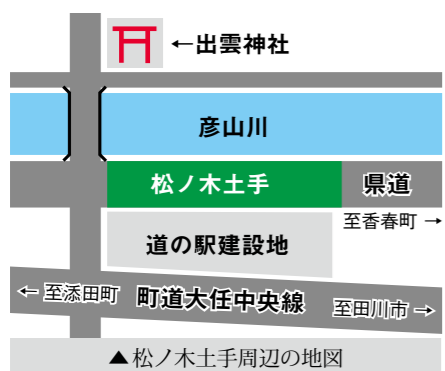 ←出雲神社
彦山川
松ノ木土手
県道
至香春町→
道の駅建設地
←至添田町
町道大任中央線
至田川市→
▲松ノ木土手周辺の地図